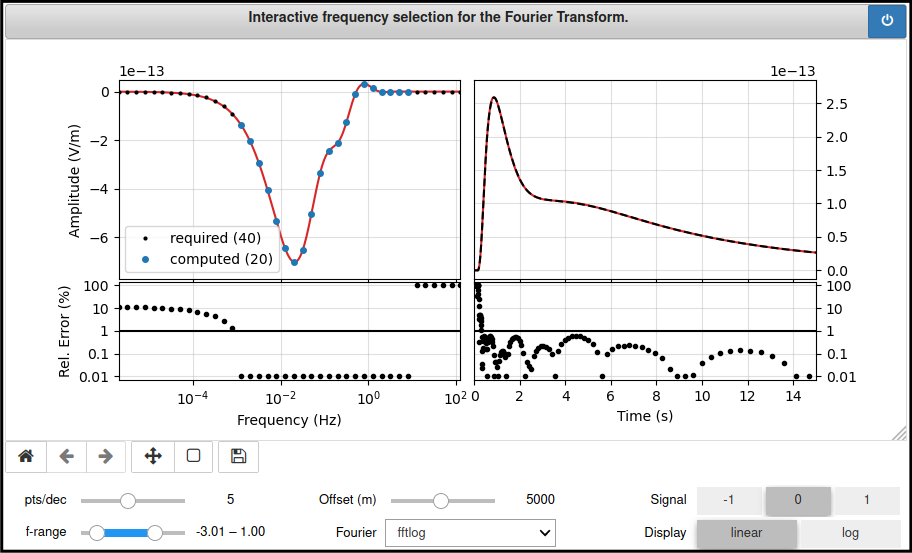 Interactive frequency selection for the Fourier Transform.
1e−13
0
−2
−4
−6
Amplitude (V/m)
required (40)
computed (20)
1e−13
2.5
2.0
1.5
1.0
0.5
0.0
100
10
1
0.1
0.01
Rel. Error (%)
10⁻⁴ 10⁻² 10⁰ 10²
Frequency (Hz)
100
10
1
0.1
0.01
0 2 4 6 8 10 12 14
Time (s)
pts/dec 5 Offset (m) 5000 Signal -1 0 1
f-range -3.01 – 1.00 Fourier fftlog Display linear log